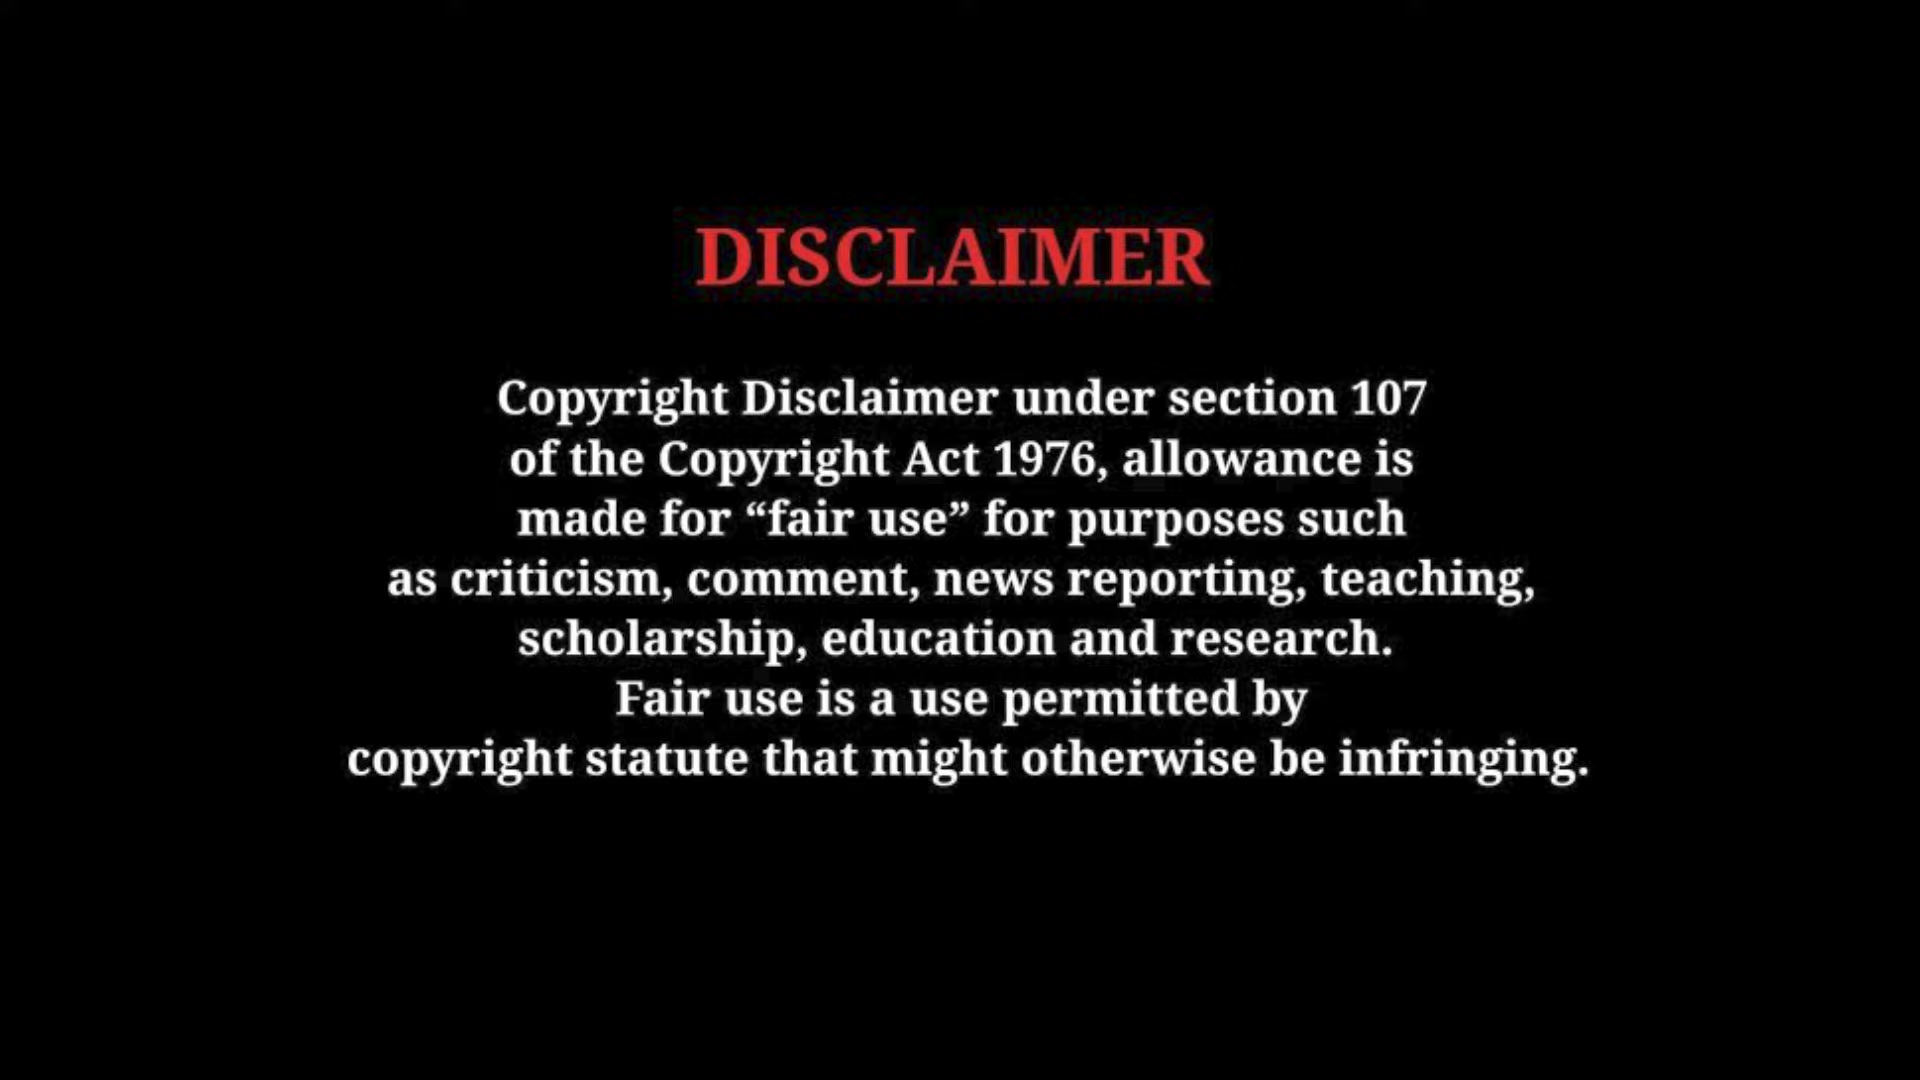 DISCLAIMER
Copyright Disclaimer under section 107
of the Copyright Act 1976, allowance is
made for “fair use” for purposes such
as criticism, comment, news reporting, teaching,
scholarship, education and research.
Fair use is a use permitted by
copyright statute that might otherwise be infringing.